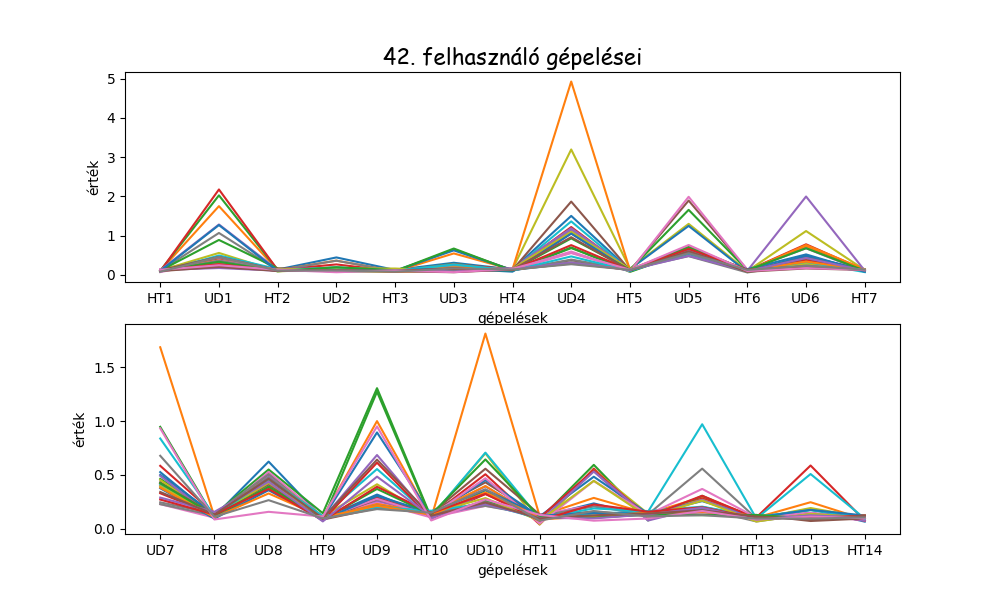 42. felhasználó gépelései
5
4
3
2
1
0
érték
HT1 UD1 HT2 UD2 HT3 UD3 HT4 UD4 HT5 UD5 HT6 UD6 HT7
gépelések
1.5
1.0
0.5
0.0
érték
UD7 HT8 UD8 HT9 UD9 HT10 UD10 HT11 UD11 HT12 UD12 HT13 UD13 HT14
gépelések